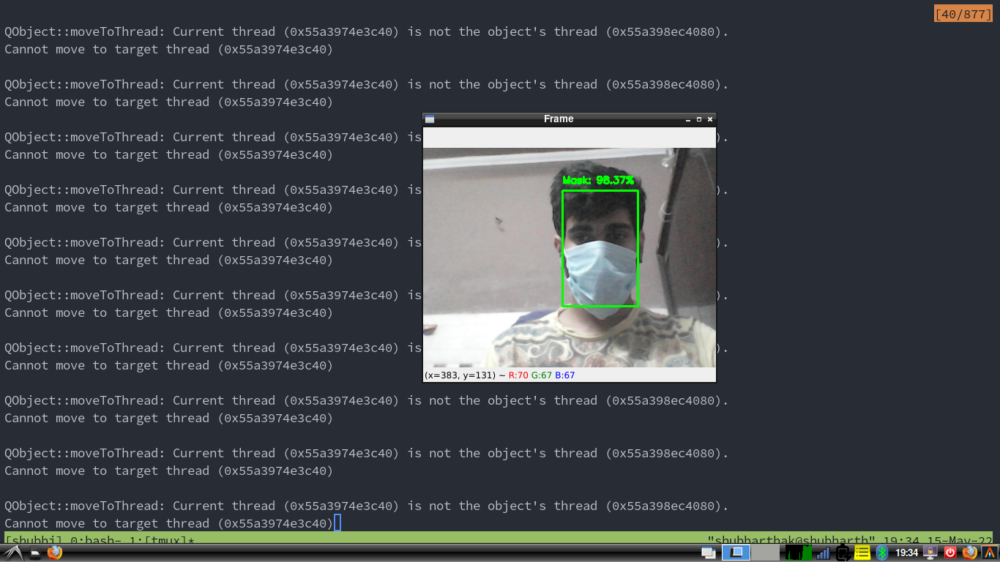 [40/877]
QObject::moveToThread: Current thread (0x55a3974e3c40) is not the object's thread (0x55a398ec4080).
Cannot move to target thread (0x55a3974e3c40)
QObject::moveToThread: Current thread (0x55a3974e3c40) is not the object's thread (0x55a398ec4080).
Cannot move to target thread (0x55a3974e3c40)
Frame
QObject::moveToThread: Current thread (0x55a3974e3c40) is ).
Cannot move to target thread (0x55a3974e3c40)
Mask: 98.37%
QObject::moveToThread: Current thread (0x55a3974e3c40) is ).
Cannot move to target thread (0x55a3974e3c40)
QObject::moveToThread: Current thread (0x55a3974e3c40) is ).
Cannot move to target thread (0x55a3974e3c40)
QObject::moveToThread: Current thread (0x55a3974e3c40) is ).
Cannot move to target thread (0x55a3974e3c40)
QObject::moveToThread: Current thread (0x55a3974e3c40) is ).
Cannot move to target thread (0x55a3974e3c40)
(x=383, y=131) ~ R:70 G:67 B:67
QObject::moveToThread: Current thread (0x55a3974e3c40) is not the object's thread (0x55a398ec4080).
Cannot move to target thread (0x55a3974e3c40)
QObject::moveToThread: Current thread (0x55a3974e3c40) is not the object's thread (0x55a398ec4080).
Cannot move to target thread (0x55a3974e3c40)
QObject::moveToThread: Current thread (0x55a3974e3c40) is not the object's thread (0x55a398ec4080).
Cannot move to target thread (0x55a3974e3c40)
[shubhi] 0:bash- 1:[tmux]* "shubharthak@shubharth" 19:34 15-May-22
19:34